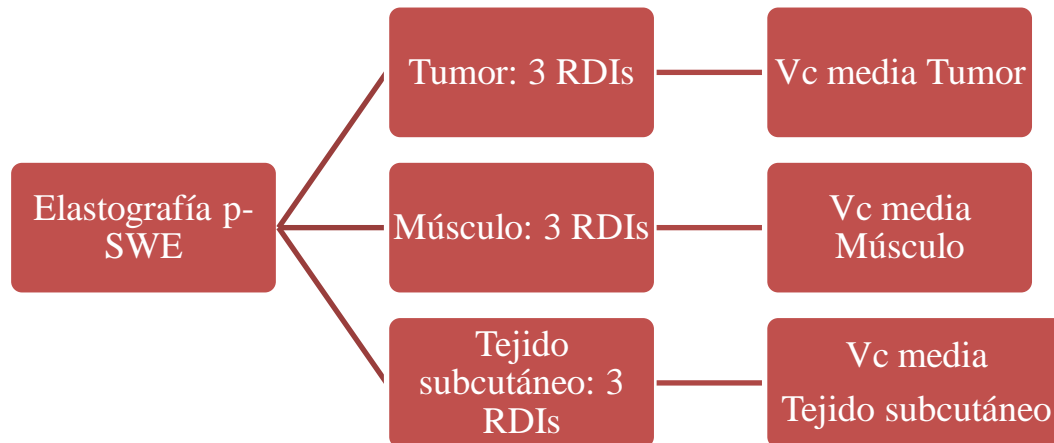 Elastografía p-
SWE
Tumor: 3 RDIs
Vc media Tumor
Músculo: 3 RDIs
Vc media
Músculo
Tejido
subcutáneo: 3
RDIs
Vc media
Tejido subcutáneo